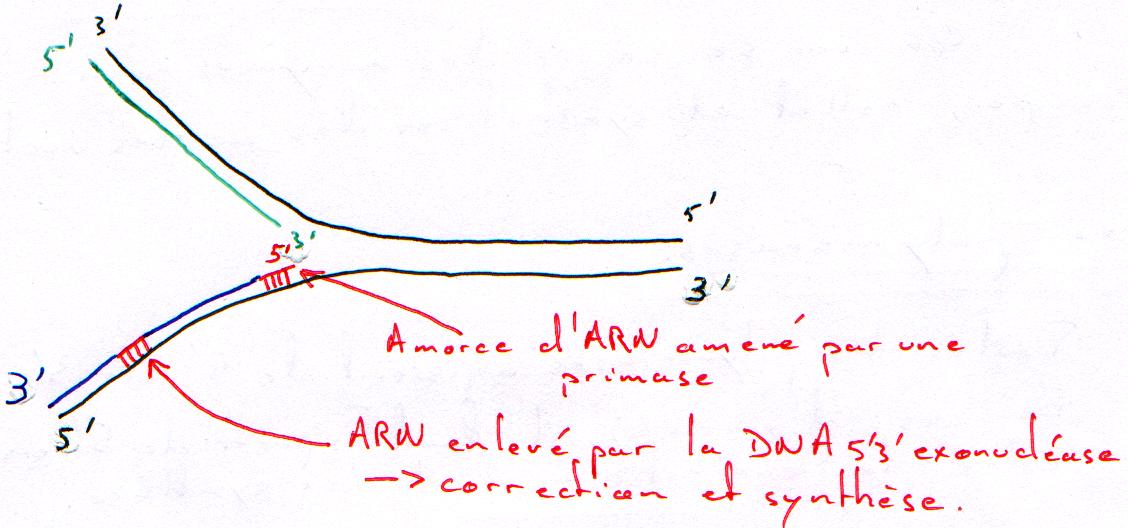 3'
5'
5'
3'
5'
3'
Amorce d'ARN amené par une
primase
3'
5'
ARN enlevé par la DNA 5'3' exonucléase
→ correction et synthèse.